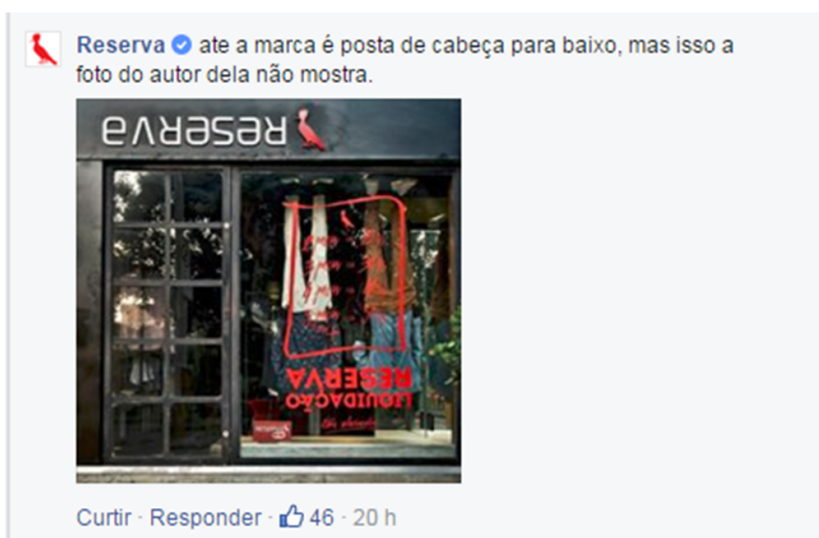 Reserva ate a marca é posta de cabeça para baixo, mas isso a
foto do autor dela não mostra.
Reserva
LIQUIDAÇÃO
RESERVA
Curtir · Responder · 46 · 20 h